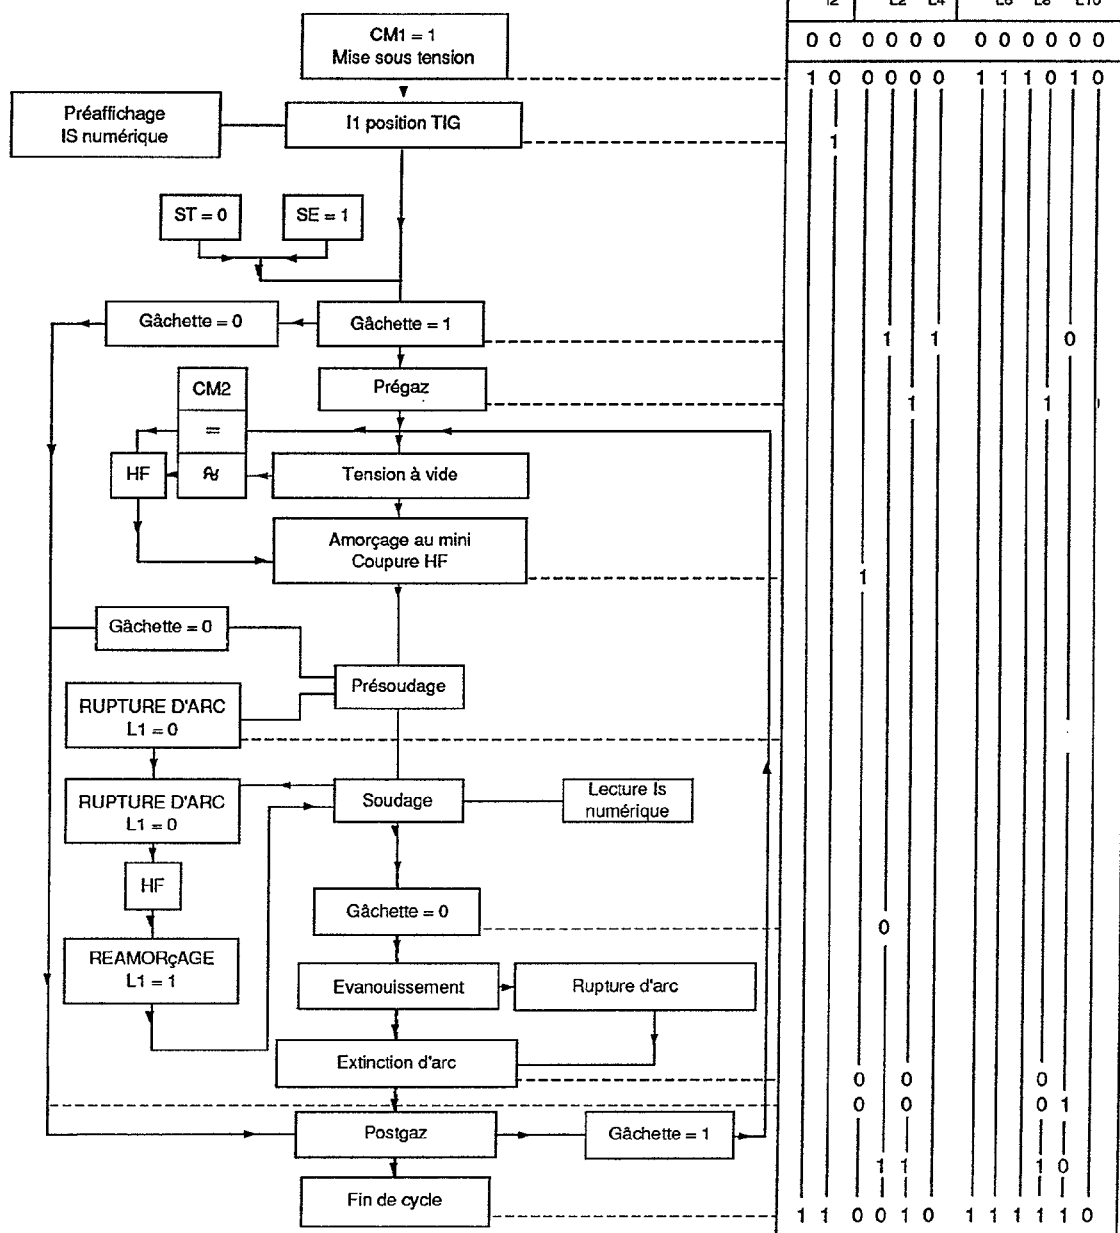 I2 L2 L4 L6 L8 L10
0 0 0 0 0 0 0 0 0 0 0 0
CM1 = 1
Mise sous tension
1 0 0 0 0 0 1 1 1 0 1 0
Préaffichage
IS numérique
I1 position TIG
1
ST = 0
SE = 1
Gâchette = 0
Gâchette = 1
1 1 0
CM2
Prégaz
1 1
=
HF
Tension à vide
Amorçage au mini
Coupure HF
1
Gâchette = 0
Présoudage
RUPTURE D'ARC
L1 = 0
RUPTURE D'ARC
L1 = 0
Soudage
Lecture Is
numérique
HF
Gâchette = 0
0
REAMORçAGE
L1 = 1
Evanouissement
Rupture d'arc
Extinction d'arc
0 0 0
0 0 0 1
Postgaz
Gâchette = 1
1 1 1 0
Fin de cycle
1 1 0 0 1 0 1 1 1 1 1 0